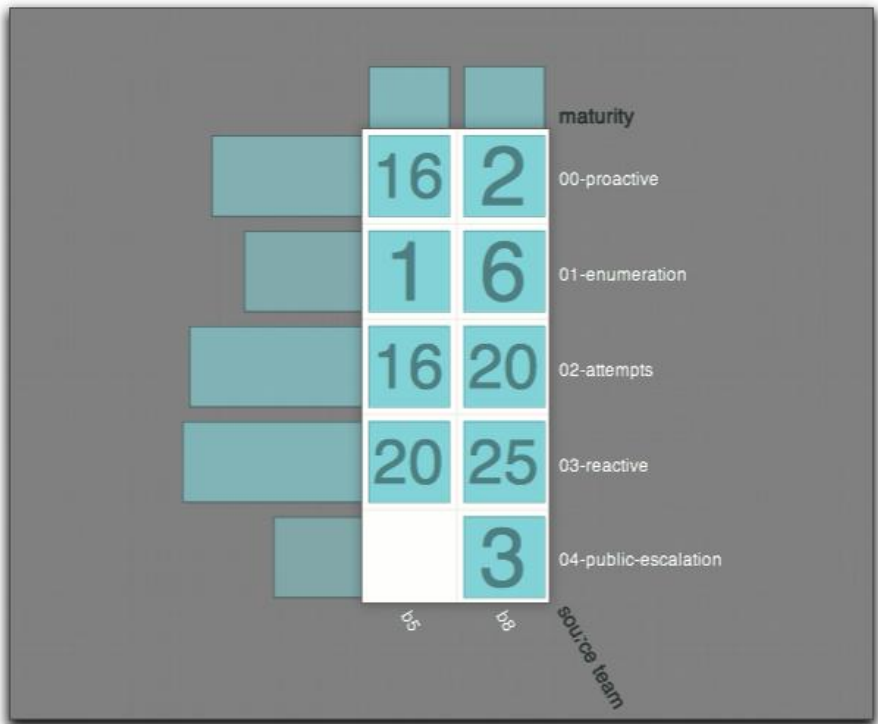 maturity
16 2 00-proactive
1 6 01-enumeration
16 20 02-attempts
20 25 03-reactive
3 04-public-escalation
b5 b8
source team